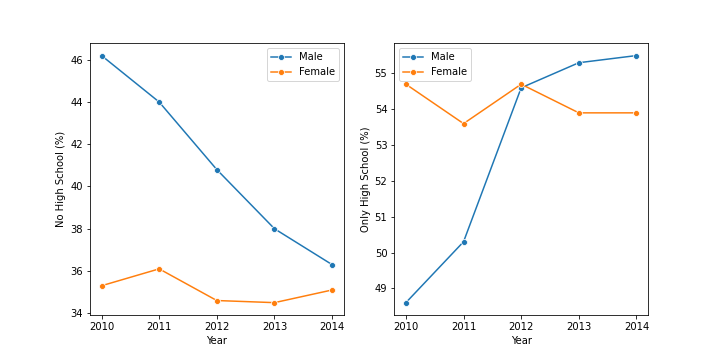 Male
Female
No High School (%)
46
44
42
40
38
36
34
2010 2011 2012 2013 2014
Year
Male
Female
Only High School (%)
55
54
53
52
51
50
49
2010 2011 2012 2013 2014
Year